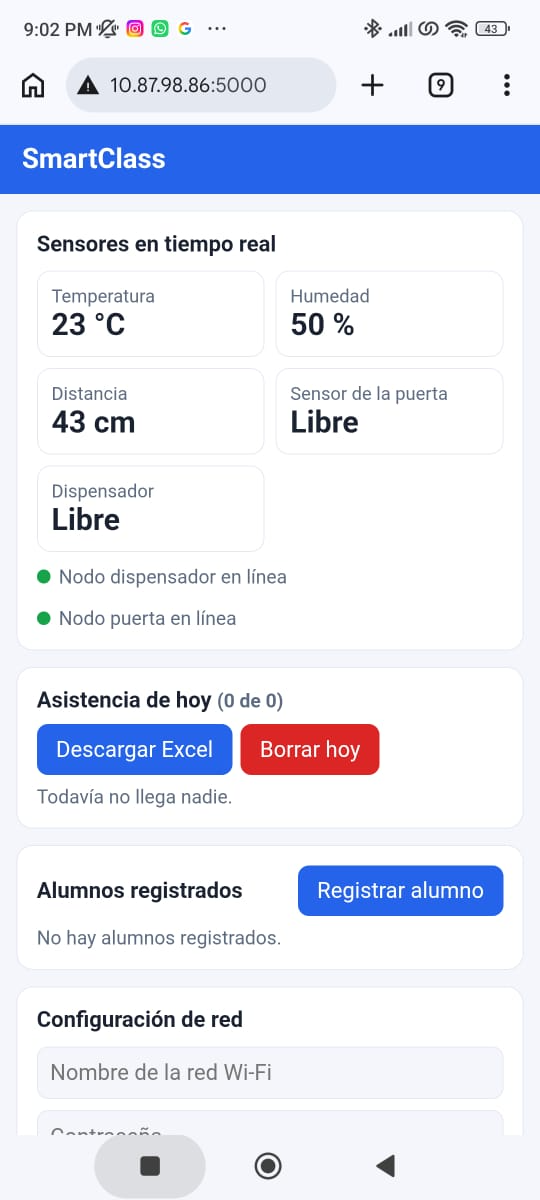 9:02 PM
43
10.87.98.86:5000
9
SmartClass
Sensores en tiempo real
Temperatura
23 °C
Humedad
50 %
Distancia
43 cm
Sensor de la puerta
Libre
Dispensador
Libre
Nodo dispensador en línea
Nodo puerta en línea
Asistencia de hoy (0 de 0)
Descargar Excel
Borrar hoy
Todavía no llega nadie.
Alumnos registrados
Registrar alumno
No hay alumnos registrados.
Configuración de red
Nombre de la red Wi-Fi
Contraseña